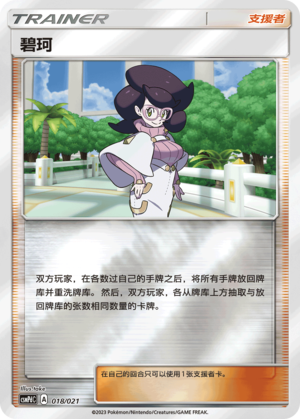 TRAINER
支援者
碧珂
双方玩家，在各数过自己的手牌之后，将所有手牌放回牌
库并重洗牌库。然后，双方玩家，各从牌库上方抽取与放
回牌库的张数相同数量的卡牌。
Illus. take
在自己的回合只可以使用1张支援者卡。
CSMPiC A 018/021
©2023 Pokémon/Nintendo/Creatures/GAME FREAK.